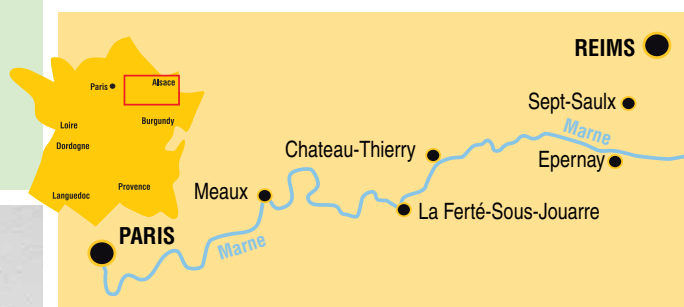 REIMS
Paris
Alsace
Sept-Saulx
Loire
Burgundy
Marne
Dordogne
Chateau-Thierry
Epernay
Languedoc
Provence
Meaux
La Ferté-Sous-Jouarre
PARIS
Marne